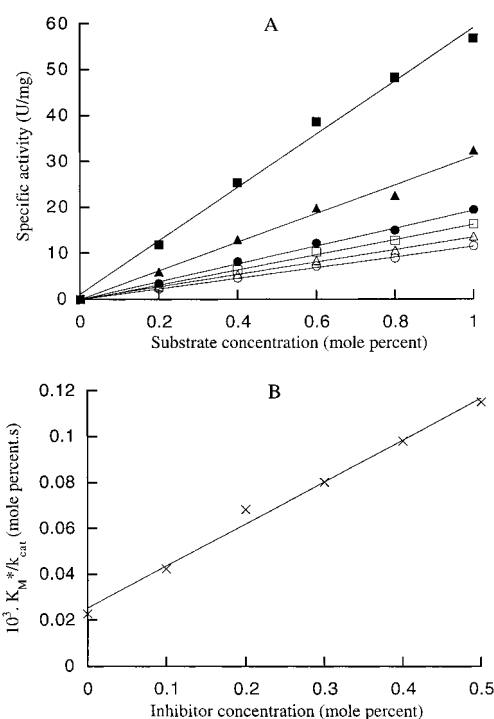 A
60
50
40
30
20
10
0
Specific activity (U/mg)
0 0.2 0.4 0.6 0.8 1
Substrate concentration (mole percent)
B
0.12
0.1
0.08
0.06
0.04
0.02
0
10³. K_M*/k_cat (mole percent.s)
0 0.1 0.2 0.3 0.4 0.5
Inhibitor concentration (mole percent)